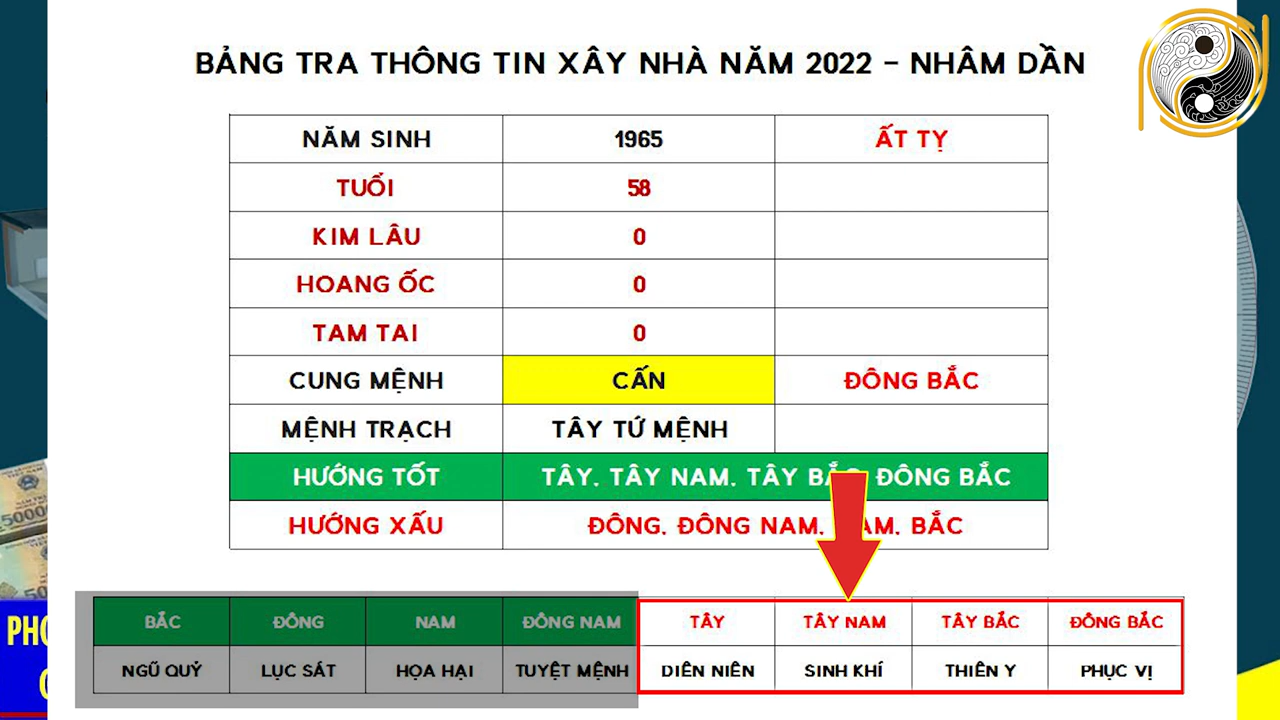 BẢNG TRA THÔNG TIN XÂY NHÀ NĂM 2022 - NHÂM DẦN
NĂM SINH 1965 ẤT TỴ
TUỔI 58
KIM LÂU 0
HOANG ỐC 0
TAM TAI 0
CUNG MỆNH CẤN ĐÔNG BẮC
MỆNH TRẠCH TÂY TỨ MỆNH
HƯỚNG TỐT TÂY, TÂY NAM, TÂY ĐÔNG BẮC
HƯỚNG XẤU ĐÔNG, ĐÔNG NAM, BẮC
BẮC ĐÔNG NAM ĐÔNG NAM TÂY TÂY NAM TÂY BẮC ĐÔNG BẮC
NGŨ QUỶ LỤC SÁT HỌA HẠI TUYỆT MỆNH DIÊN NIÊN SINH KHÍ THIÊN Y PHỤC VỊ